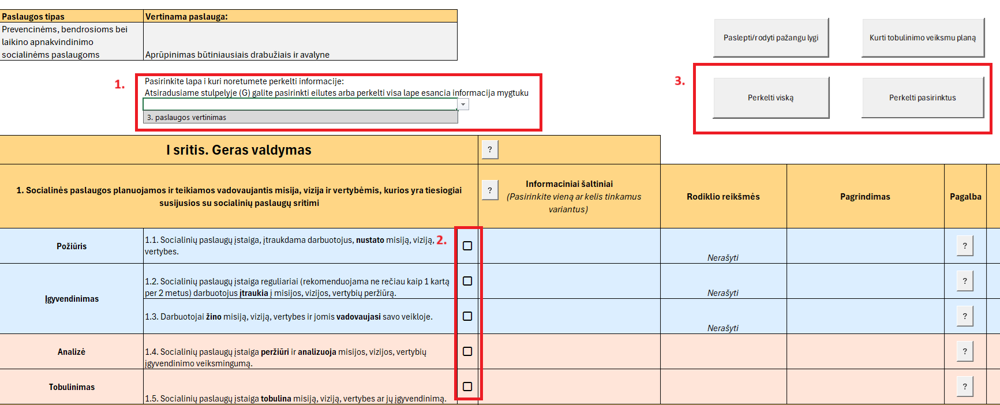 Paslaugos tipas
Vertinama paslauga:
Prevencinėms, bendrosioms bei
laikino apnakvindinimo
socialinėms paslaugoms
Aprūpinimas būtiniausiais drabužiais ir avalyne
Paslepti/rodyti pažangu lygi
Kurti tobulinimo veiksmu planą
1.
Pasirinkite lapa i kuri noretumete perkelti informacije:
Atsiradusiame stulpelyje (G) galite pasirinkti eilutes arba perkelti visa lape esancia informacija mygtuku
3. paslaugos vertinimas
3.
Perkelti viską
Perkelti pasirinktus
I sritis. Geras valdymas
?
1. Socialinės paslaugos planuojamos ir teikiamos vadovaujantis misija, vizija ir vertybėmis, kurios yra tiesiogiai
susijusios su socialinių paslaugų sritimi
?
Informaciniai šaltiniai
(Pasirinkite vieną ar kelis tinkamus
variantus)
Rodiklio reikšmės
Pagrindimas
Pagalba
Požiūris
1.1. Socialinių paslaugų įstaiga, įtraukdama darbuotojus, nustato misiją, viziją,
vertybes.
2.
Nerašyti
?
Įgyvendinimas
1.2. Socialinių paslaugų įstaiga reguliariai (rekomenduojama ne rečiau kaip 1 kartą
per 2 metus) darbuotojus įtraukia į misijos, vizijos, vertybių peržiūrą.
Nerašyti
?
1.3. Darbuotojai žino misiją, viziją, vertybes ir jomis vadovaujasi savo veikloje.
Nerašyti
?
Analizė
1.4. Socialinių paslaugų įstaiga peržiūri ir analizuoja misijos, vizijos, vertybių
įgyvendinimo veiksmingumą.
?
Tobulinimas
1.5. Socialinių paslaugų įstaiga tobulina misiją, viziją, vertybes ar jų įgyvendinimą.
?